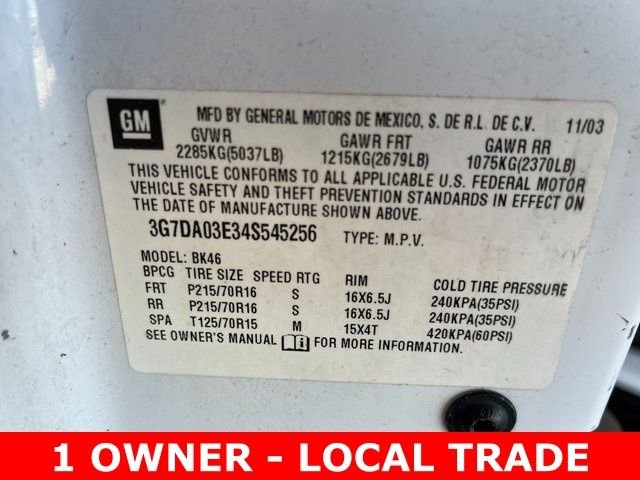 GM
MFD BY GENERAL MOTORS DE MEXICO, S. DE R.L. DE C.V. 11/03
GVWR GAWR FRT GAWR RR
2285KG(5037LB) 1215KG(2679LB) 1075KG(2370LB)
THIS VEHICLE CONFORMS TO ALL APPLICABLE U.S. FEDERAL MOTOR
VEHICLE SAFETY AND THEFT PREVENTION STANDARDS IN EFFECT ON
THE DATE OF MANUFACTURE SHOWN ABOVE.
3G7DA03E34S545256 TYPE: M.P.V.
MODEL: BK46
BPCG TIRE SIZE SPEED RTG RIM COLD TIRE PRESSURE
FRT P215/70R16 S 16X6.5J 240KPA(35PSI)
RR P215/70R16 S 16X6.5J 240KPA(35PSI)
SPA T125/70R15 M 15X4T 420KPA(60PSI)
SEE OWNER'S MANUAL FOR MORE INFORMATION.
1 OWNER - LOCAL TRADE